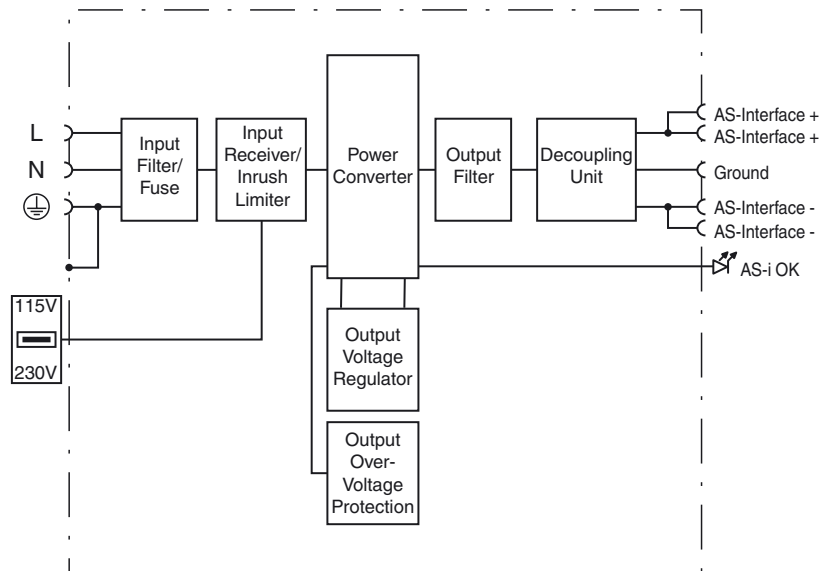 L
N
115V
230V
Input
Filter/
Fuse
Input
Receiver/
Inrush
Limiter
Power
Converter
Output
Filter
Decoupling
Unit
AS-Interface +
AS-Interface +
Ground
AS-Interface -
AS-Interface -
AS-i OK
Output
Voltage
Regulator
Output
Over-
Voltage
Protection